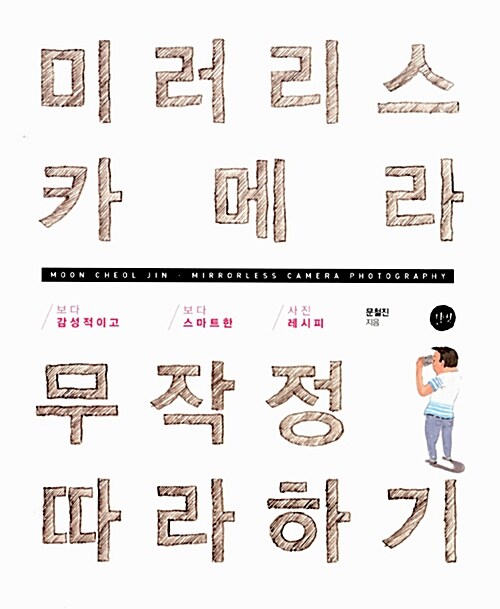 미러리스
카메라
MOON CHEOL JIN · MIRRORLESS CAMERA PHOTOGRAPHY
보다
감성적이고
보다
스마트한
사진
레시피
문철진
지음
무작정
따라하기